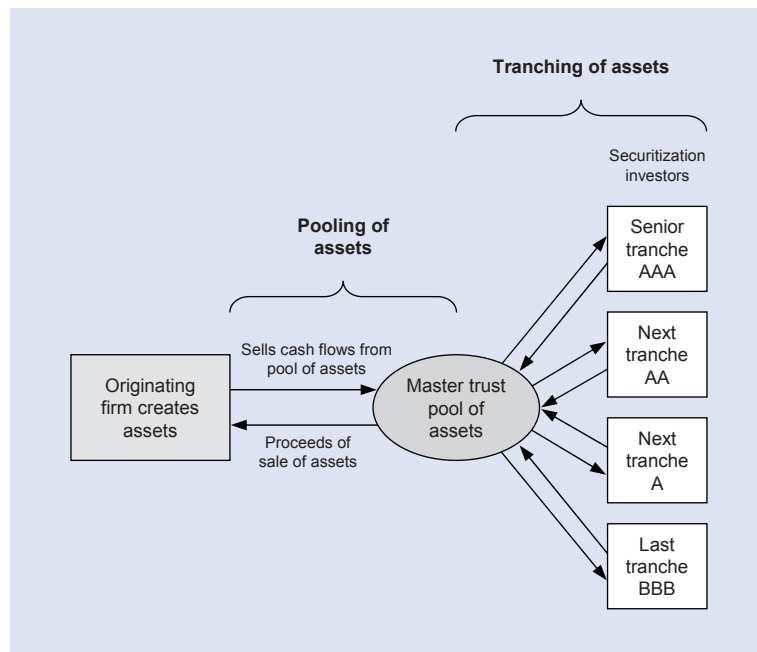 Tranching of assets
Securitization
investors
Pooling of
assets
Senior
tranche
AAA
Sells cash flows from
pool of assets
Next
tranche
AA
Originating
firm creates
assets
Master trust
pool of
assets
Proceeds of
sale of assets
Next
tranche
A
Last
tranche
BBB